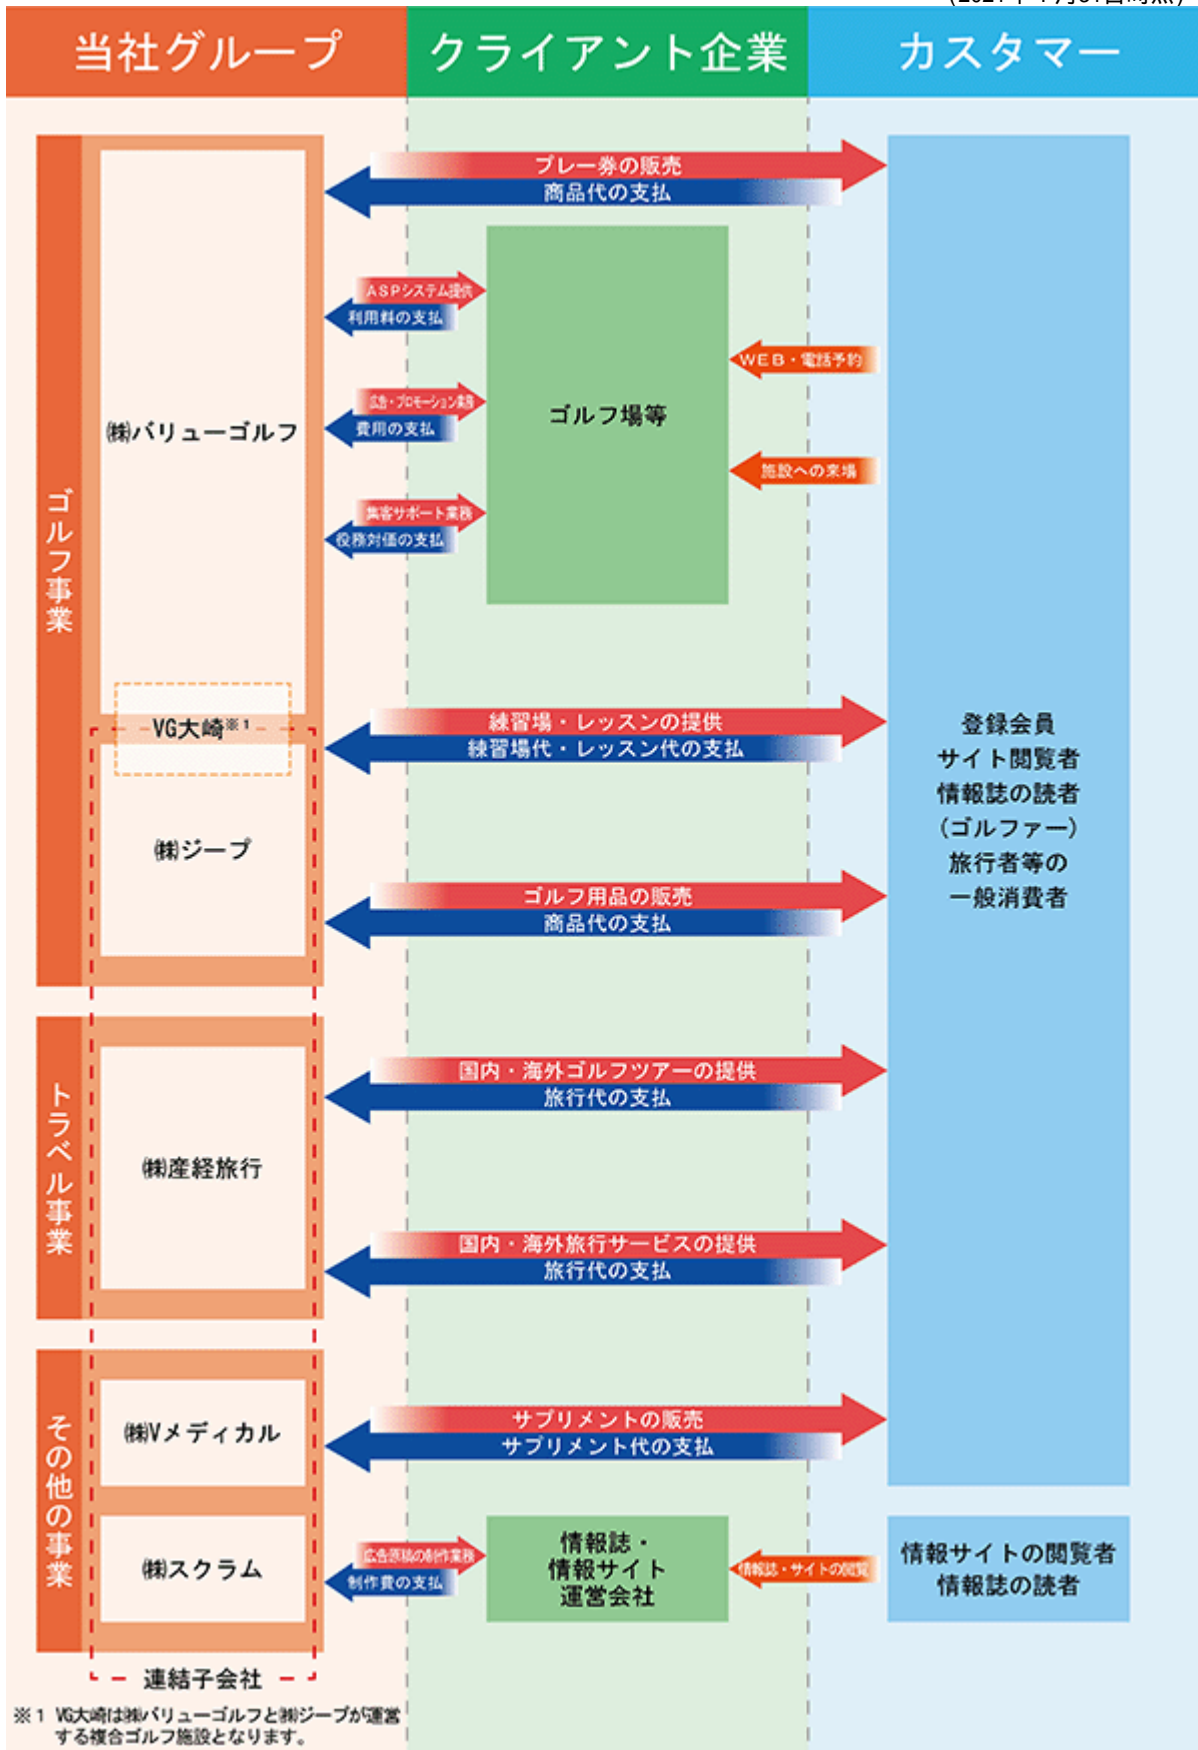 当社グループ
クライアント企業
カスタマー
ゴルフ事業
㈱バリューゴルフ
プレー券の販売
商品代の支払
ASPシステム提供
利用料の支払
広告・プロモーション業務
費用の支払
集客サポート業務
役務対価の支払
ゴルフ場等
WEB・電話予約
施設への来場
VG大崎※1
練習場・レッスンの提供
練習場代・レッスン代の支払
㈱ジープ
ゴルフ用品の販売
商品代の支払
登録会員
サイト閲覧者
情報誌の読者
(ゴルファー)
旅行者等の
一般消費者
トラベル事業
㈱産経旅行
国内・海外ゴルフツアーの提供
旅行代の支払
国内・海外旅行サービスの提供
旅行代の支払
その他の事業
㈱Vメディカル
サプリメントの販売
サプリメント代の支払
㈱スクラム
広告原稿の制作業務
制作費の支払
情報誌・
情報サイト
運営会社
情報誌・サイトの閲覧
情報サイトの閲覧者
情報誌の読者
連結子会社
※1 VG大崎は㈱バリューゴルフと㈱ジープが運営
する複合ゴルフ施設となります。